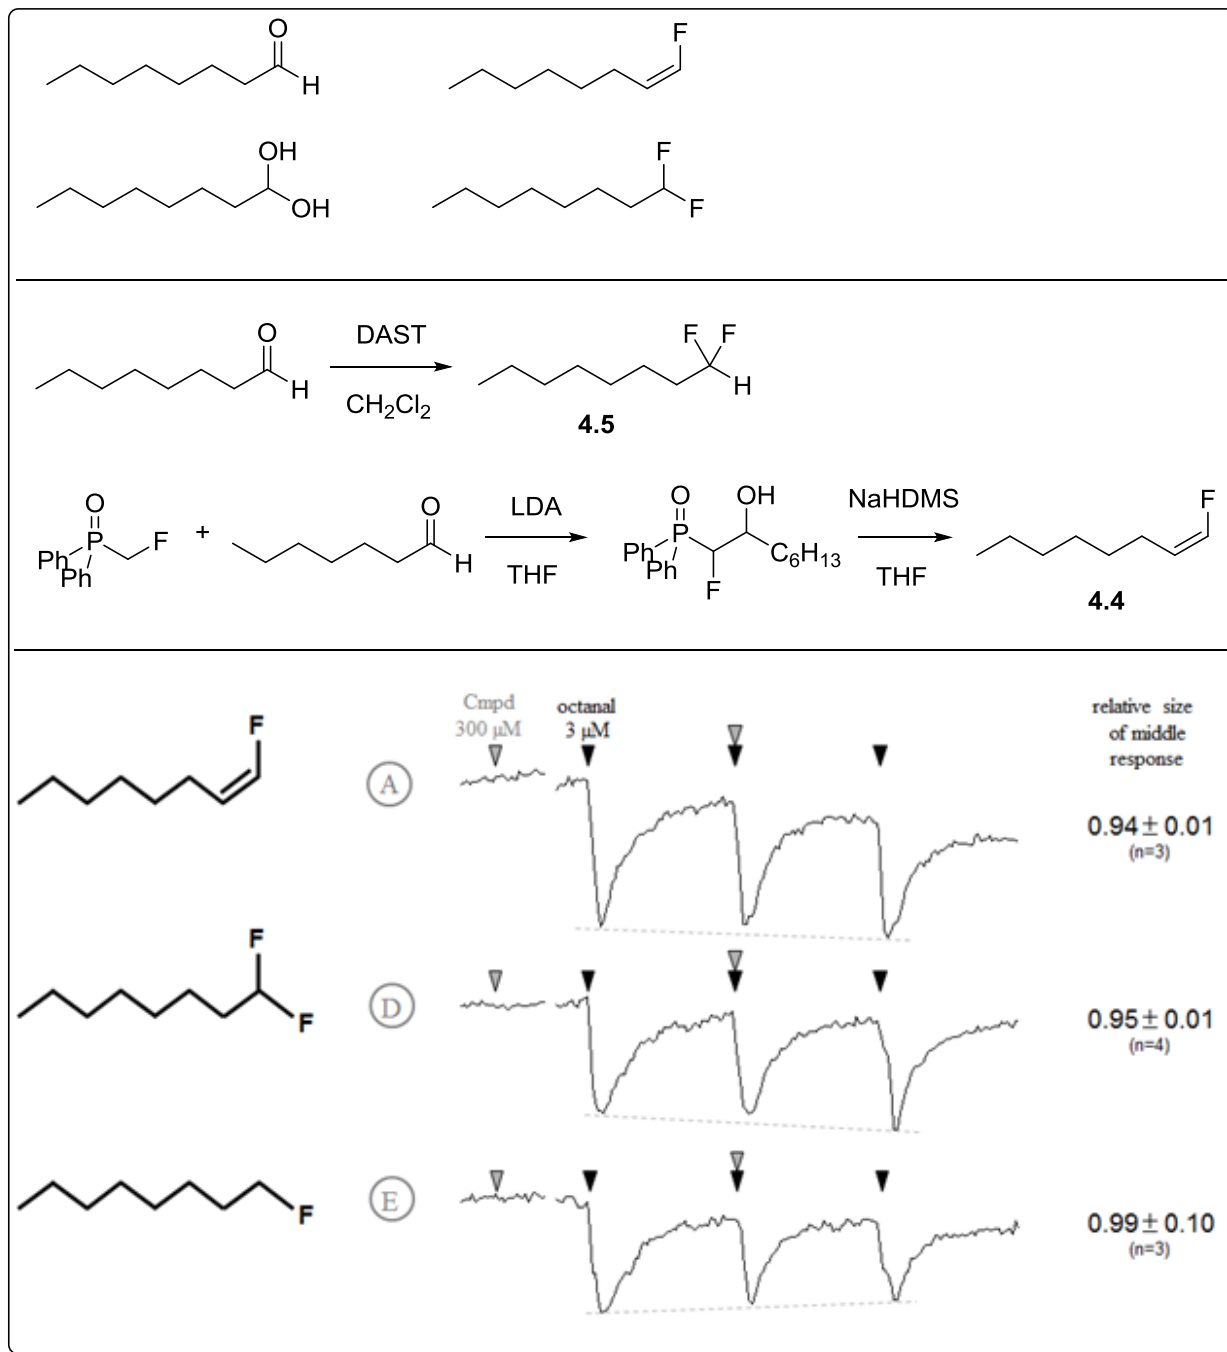 O
H
F
OH
OH
F
F
O
H
DAST
CH2Cl2
F F
H
4.5
O
Ph P F
Ph
+
O
H
LDA
THF
O OH
Ph P C6H13
Ph
F
NaHDMS
THF
F
4.4
Cmpd
300 μM
octanal
3 μM
relative size
of middle
response
F
A
0.94 ± 0.01
(n=3)
F
F
D
0.95 ± 0.01
(n=4)
F
E
0.99 ± 0.10
(n=3)